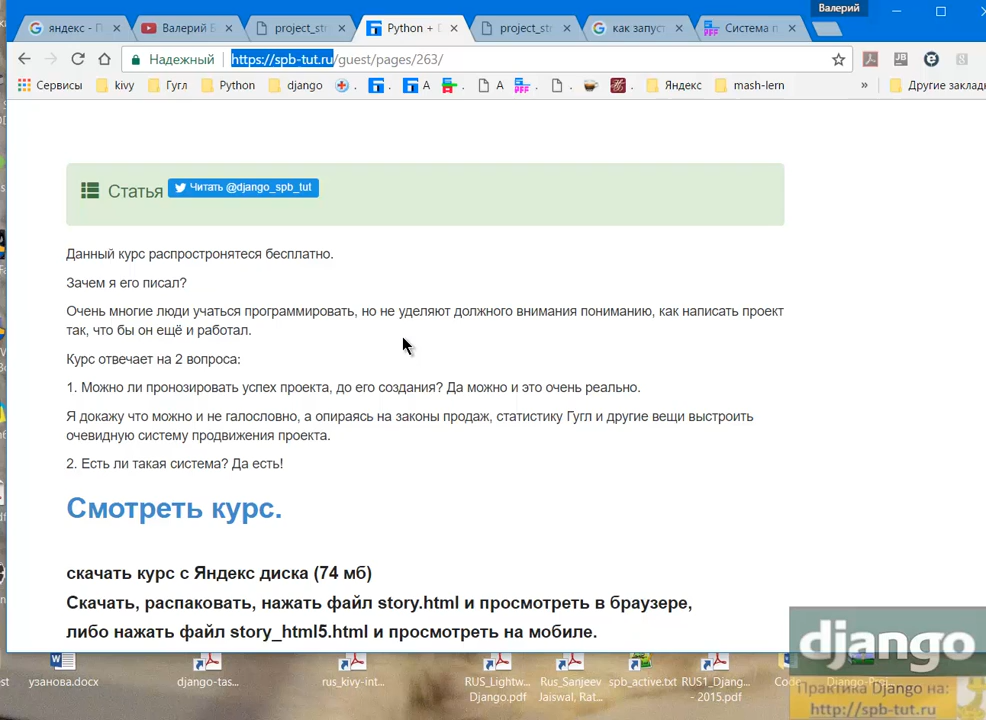 Валерий
яндекс - П
Валерий Б
project_str
Python + D
project_str
как запуст
Система п
Надежный
https://spb-tut.ru/guest/pages/263/
Сервисы
kivy
Гугл
Python
django
A
A
Яндекс
mash-lern
»
Другие заклад
Статья
Читать @django_spb_tut
Данный курс распростронятеся бесплатно.
Зачем я его писал?
Очень многие люди учаться программировать, но не уделяют должного внимания пониманию, как написать проект
так, что бы он ещё и работал.
Курс отвечает на 2 вопроса:
1. Можно ли пронозировать успех проекта, до его создания? Да можно и это очень реально.
Я докажу что можно и не галословно, а опираясь на законы продаж, статистику Гугл и другие вещи выстроить
очевидную систему продвижения проекта.
2. Есть ли такая система? Да есть!
Смотреть курс.
скачать курс с Яндекс диска (74 мб)
Скачать, распаковать, нажать файл story.html и просмотреть в браузере,
либо нажать файл story_html5.html и просмотреть на мобиле.
django
Практика Django на:
http://spb-tut.ru
узанова.docx
django-tas...
rus_kivy-int...
RUS_Lightw...
Django.pdf
Rus_Sanjeev
Jaiswal, Rat...
spb_active.txt
RUS1_Djang...
- 2015.pdf